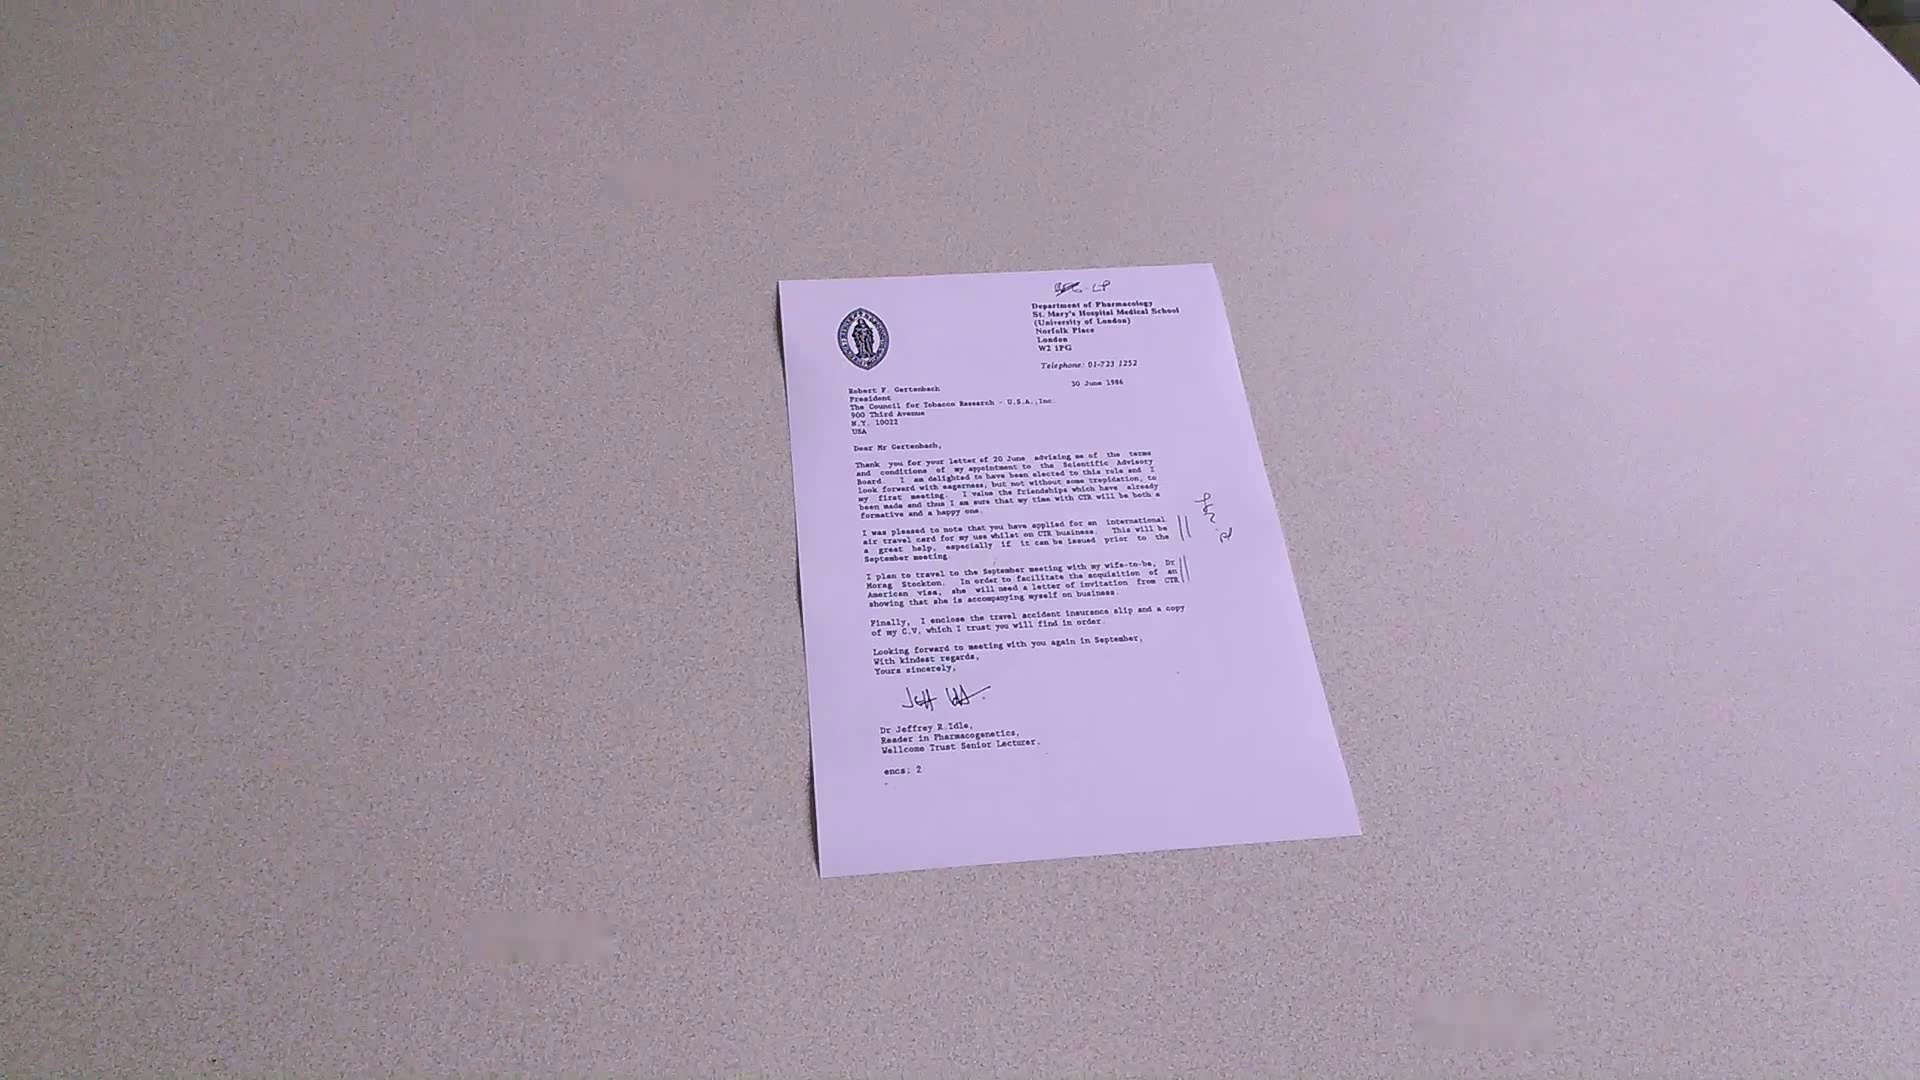 LP
Department of Pharmacology
St. Mary's Hospital Medical School
(University of London)
Norfolk Place
London
W2 1PG
Telephone: 01-723 1252
30 June 1986
Robert F. Gertenbach
President
The Council for Tobacco Research - U.S.A.,Inc.
900 Third Avenue
N.Y. 10022
USA
Dear Mr Gertenbach,
Thank you for your letter of 20 June advising me of the terms
and conditions of my appointment to the Scientific Advisory
Board. I am delighted to have been elected to this role and I
look forward with eagerness, but not without some trepidation, to
my first meeting. I value the friendships which have already
been made and thus I am sure that my time with CTR will be both a
formative and a happy one.
I was pleased to note that you have applied for an international
air travel card for my use whilst on CTR business. This will be
a great help, especially if it can be issued prior to the
September meeting.
I plan to travel to the September meeting with my wife-to-be, Dr
Morag Stockton. In order to facilitate the acquisition of an
American visa, she will need a letter of invitation from CTR
showing that she is accompanying myself on business.
Finally, I enclose the travel accident insurance slip and a copy
of my C.V. which I trust you will find in order.
Looking forward to meeting with you again in September,
With kindest regards,
Yours sincerely,
Dr Jeffrey R.Idle,
Reader in Pharmacogenetics,
Wellcome Trust Senior Lecturer.
encs; 2